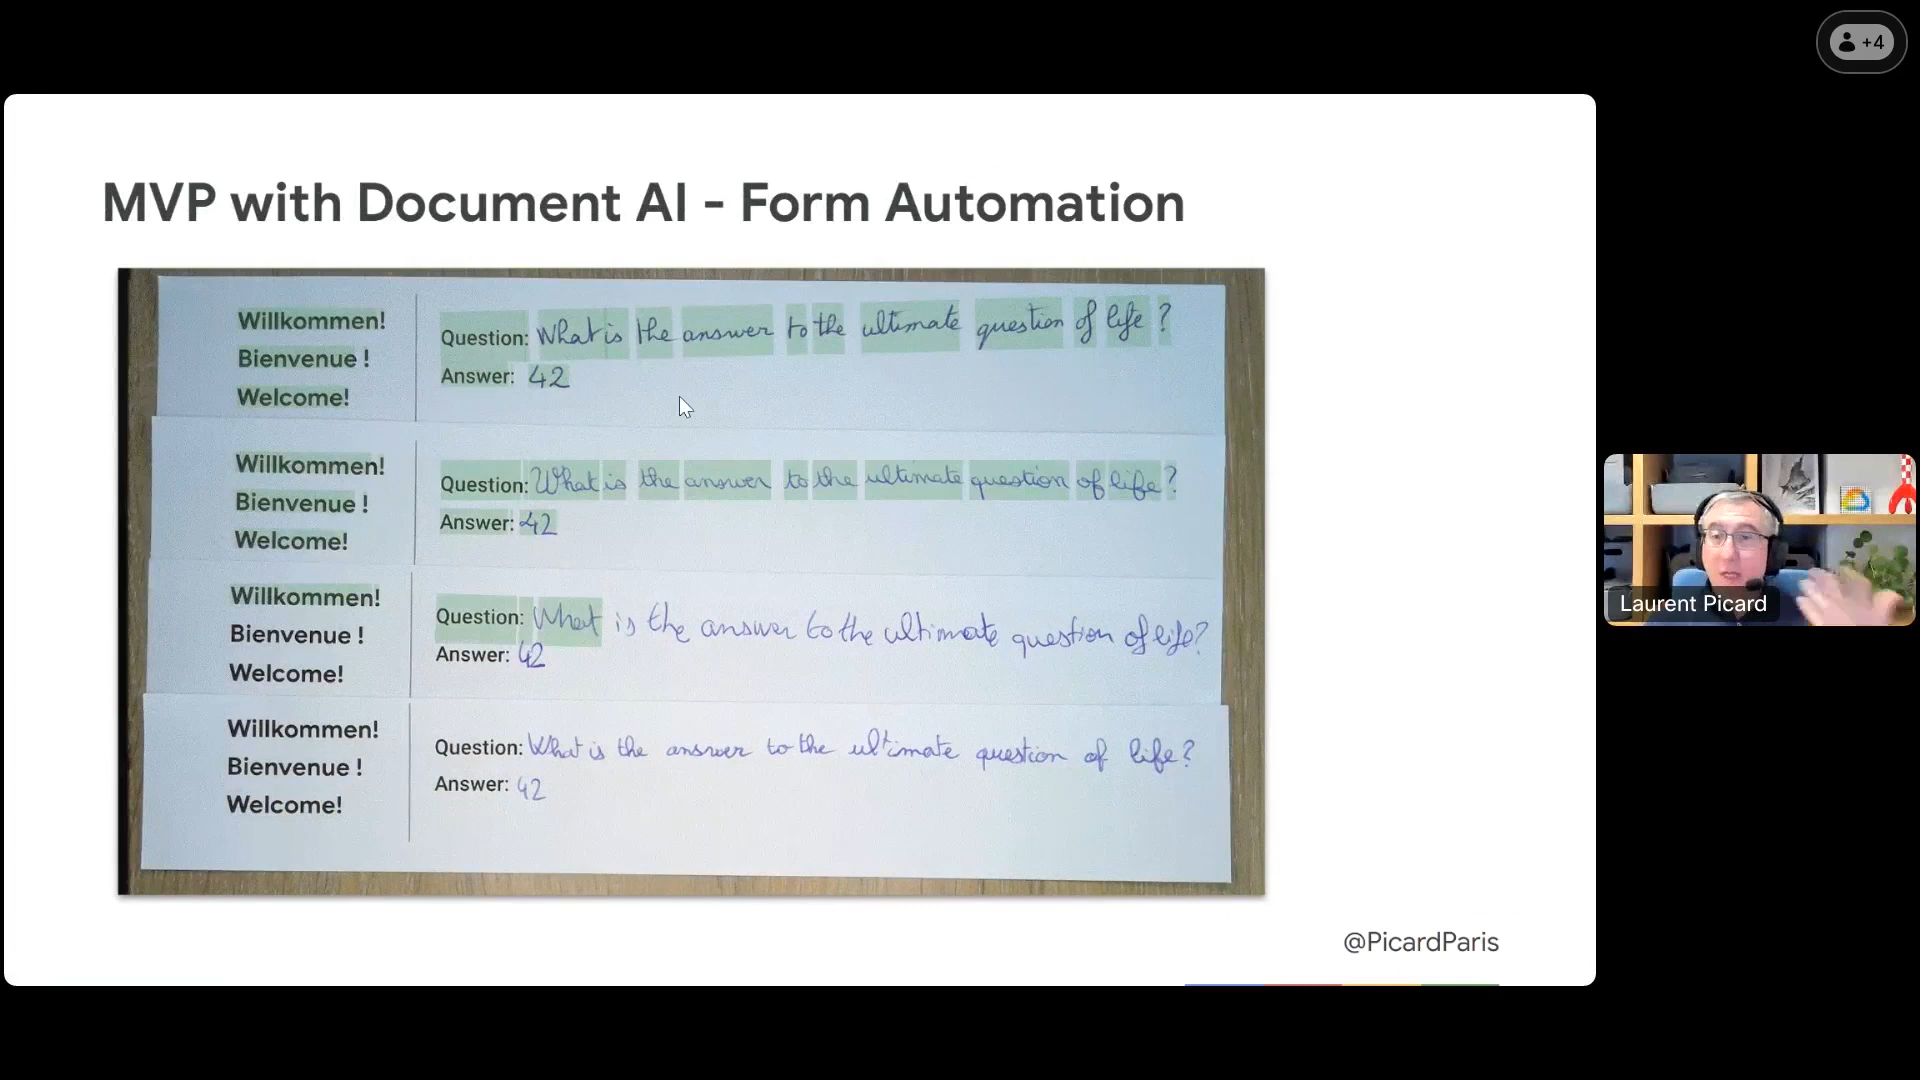 +4
MVP with Document AI - Form Automation
Willkommen!
Bienvenue !
Welcome!
Question: What is the answer to the ultimate question of life ?
Answer: 42
Willkommen!
Bienvenue !
Welcome!
Question: What is the answer to the ultimate question of life ?
Answer: 42
Willkommen!
Bienvenue !
Welcome!
Question: What is the answer to the ultimate question of life?
Answer: 42
Willkommen!
Bienvenue !
Welcome!
Question: What is the answer to the ultimate question of life?
Answer: 42
Laurent Picard
@PicardParis